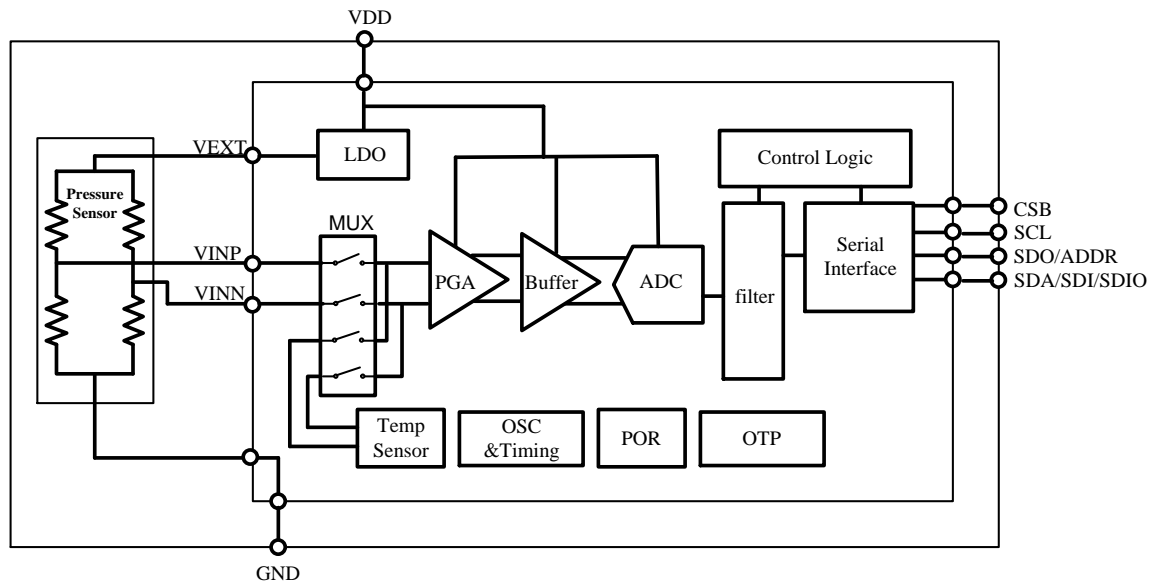 VDD
VEXT
LDO
Control Logic
Pressure
Sensor
MUX
CSB
SCL
SDO/ADDR
SDA/SDI/SDIO
VINP
VINN
PGA
Buffer
ADC
filter
Serial
Interface
Temp
Sensor
OSC
&Timing
POR
OTP
GND